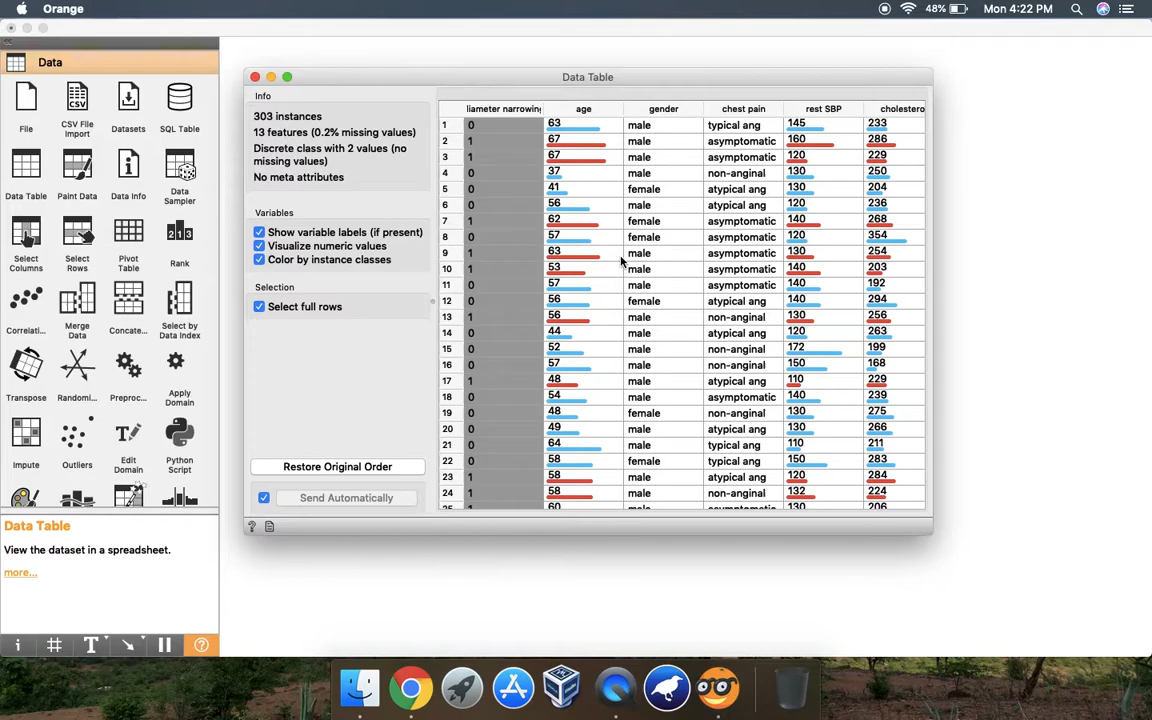 Orange
48%
Mon 4:22 PM
Data
File
CSV File
Import
Datasets
SQL Table
Data Table
Paint Data
Data Info
Data
Sampler
Select
Columns
Select
Rows
Pivot
Table
Rank
Correlati...
Merge
Data
Concate...
Select by
Data Index
Transpose
Randomi...
Preproc...
Apply
Domain
Impute
Outliers
Edit
Domain
Python
Script
Data Table
View the dataset in a spreadsheet.
more...
Data Table
Info
303 instances
13 features (0.2% missing values)
Discrete class with 2 values (no
missing values)
No meta attributes
Variables
Show variable labels (if present)
Visualize numeric values
Color by instance classes
Selection
Select full rows
Restore Original Order
Send Automatically
liameter narrowing age gender chest pain rest SBP cholestero
1 0 63 male typical ang 145 233
2 1 67 male asymptomatic 160 286
3 1 67 male asymptomatic 120 229
4 0 37 male non-anginal 130 250
5 0 41 female atypical ang 130 204
6 0 56 male atypical ang 120 236
7 1 62 female asymptomatic 140 268
8 0 57 female asymptomatic 120 354
9 1 63 male asymptomatic 130 254
10 1 53 male asymptomatic 140 203
11 0 57 male asymptomatic 140 192
12 0 56 female atypical ang 140 294
13 1 56 male non-anginal 130 256
14 0 44 male atypical ang 120 263
15 0 52 male non-anginal 172 199
16 0 57 male non-anginal 150 168
17 1 48 male atypical ang 110 229
18 0 54 male asymptomatic 140 239
19 0 48 female non-anginal 130 275
20 0 49 male atypical ang 130 266
21 0 64 male typical ang 110 211
22 0 58 female typical ang 150 283
23 1 58 male atypical ang 120 284
24 1 58 male non-anginal 132 224
25 1 60 male asymptomatic 130 206